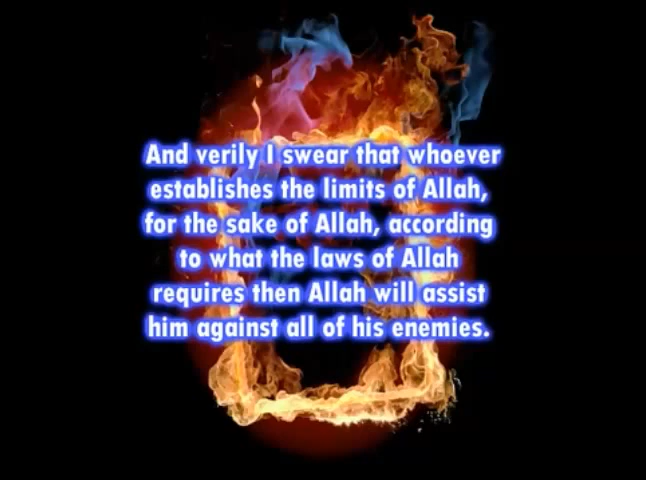 And verily I swear that whoever
establishes the limits of Allah,
for the sake of Allah, according
to what the laws of Allah
requires then Allah will assist
him against all of his enemies.